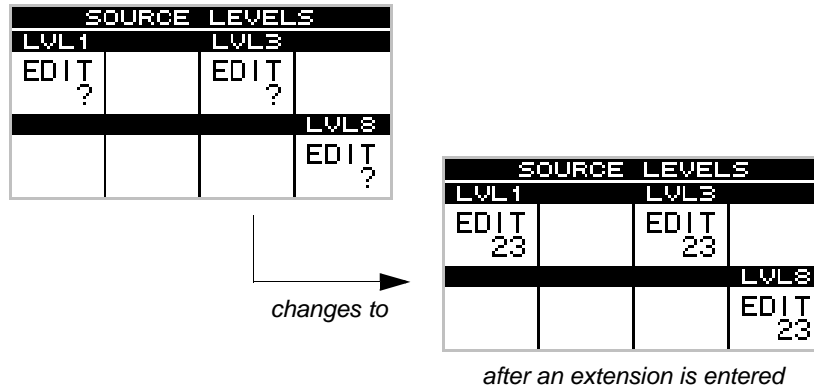 SOURCE LEVELS
LVL1 LVL3
EDIT EDIT
? ?
LVL8
EDIT
?
changes to
SOURCE LEVELS
LVL1 LVL3
EDIT EDIT
23 23
LVL8
EDIT
23
after an extension is entered